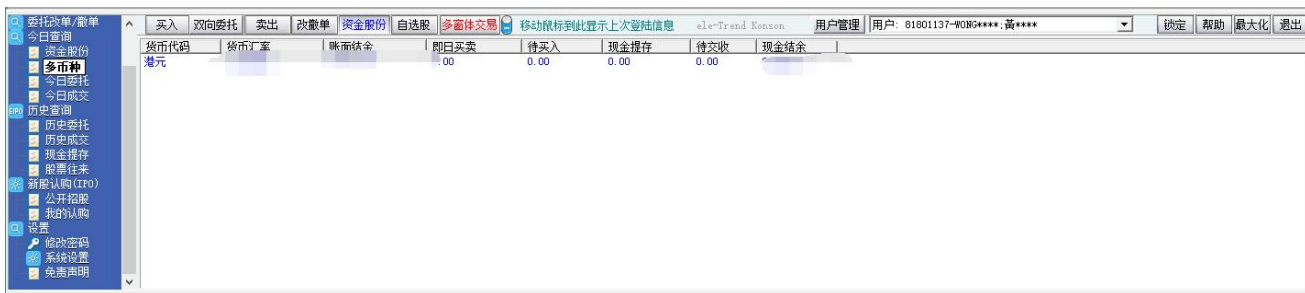 委托改单/撤单
今日查询
资金股份
多币种
今日委托
今日成交
EIPO 历史查询
历史委托
历史成交
现金提存
股票往来
新股认购(IPO)
公开招股
我的认购
设置
修改密码
系统设置
免责声明
买入 双向委托 卖出 改撤单 资金股份 自选股 多窗体交易 移动鼠标到此显示上次登陆信息 ele-Trend Konson 用户管理 用户: 81801137-WONG****;黃**** 锁定 帮助 最大化 退出
货币代码 货币汇率 账面结余 即日买卖 待买入 现金提存 待交收 现金结余
港元 .00 0.00 0.00 0.00